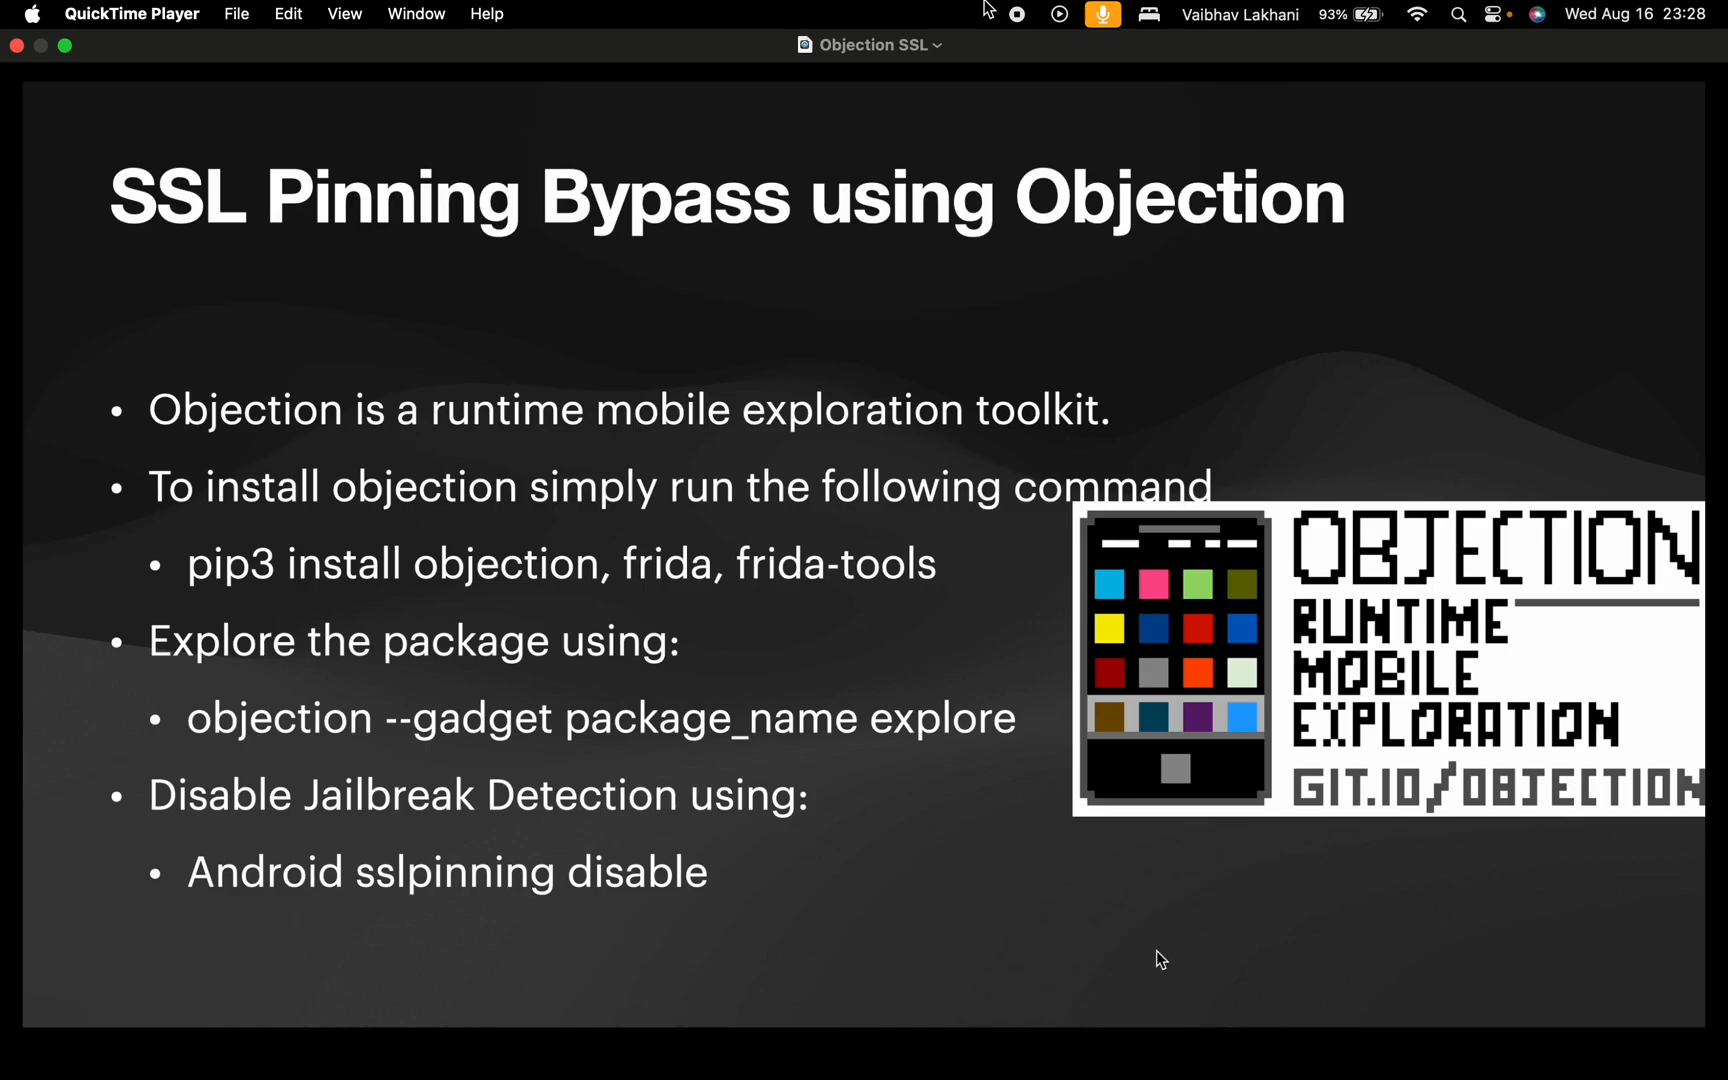 QuickTime Player File Edit View Window Help Vaibhav Lakhani 93% Wed Aug 16 23:28
Objection SSL
SSL Pinning Bypass using Objection
• Objection is a runtime mobile exploration toolkit.
• To install objection simply run the following command
• pip3 install objection, frida, frida-tools
• Explore the package using:
• objection --gadget package_name explore
• Disable Jailbreak Detection using:
• Android sslpinning disable
OBJECTION
RUNTIME
MOBILE
EXPLORATION
GIT.IO/OBJECTION